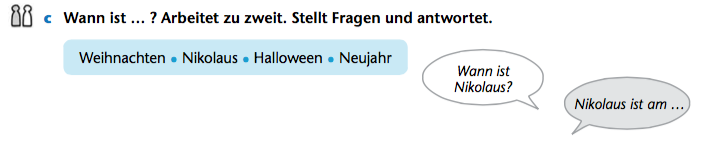 c Wann ist … ? Arbeitet zu zweit. Stellt Fragen und antwortet.
Weihnachten • Nikolaus • Halloween • Neujahr
Wann ist
Nikolaus?
Nikolaus ist am …